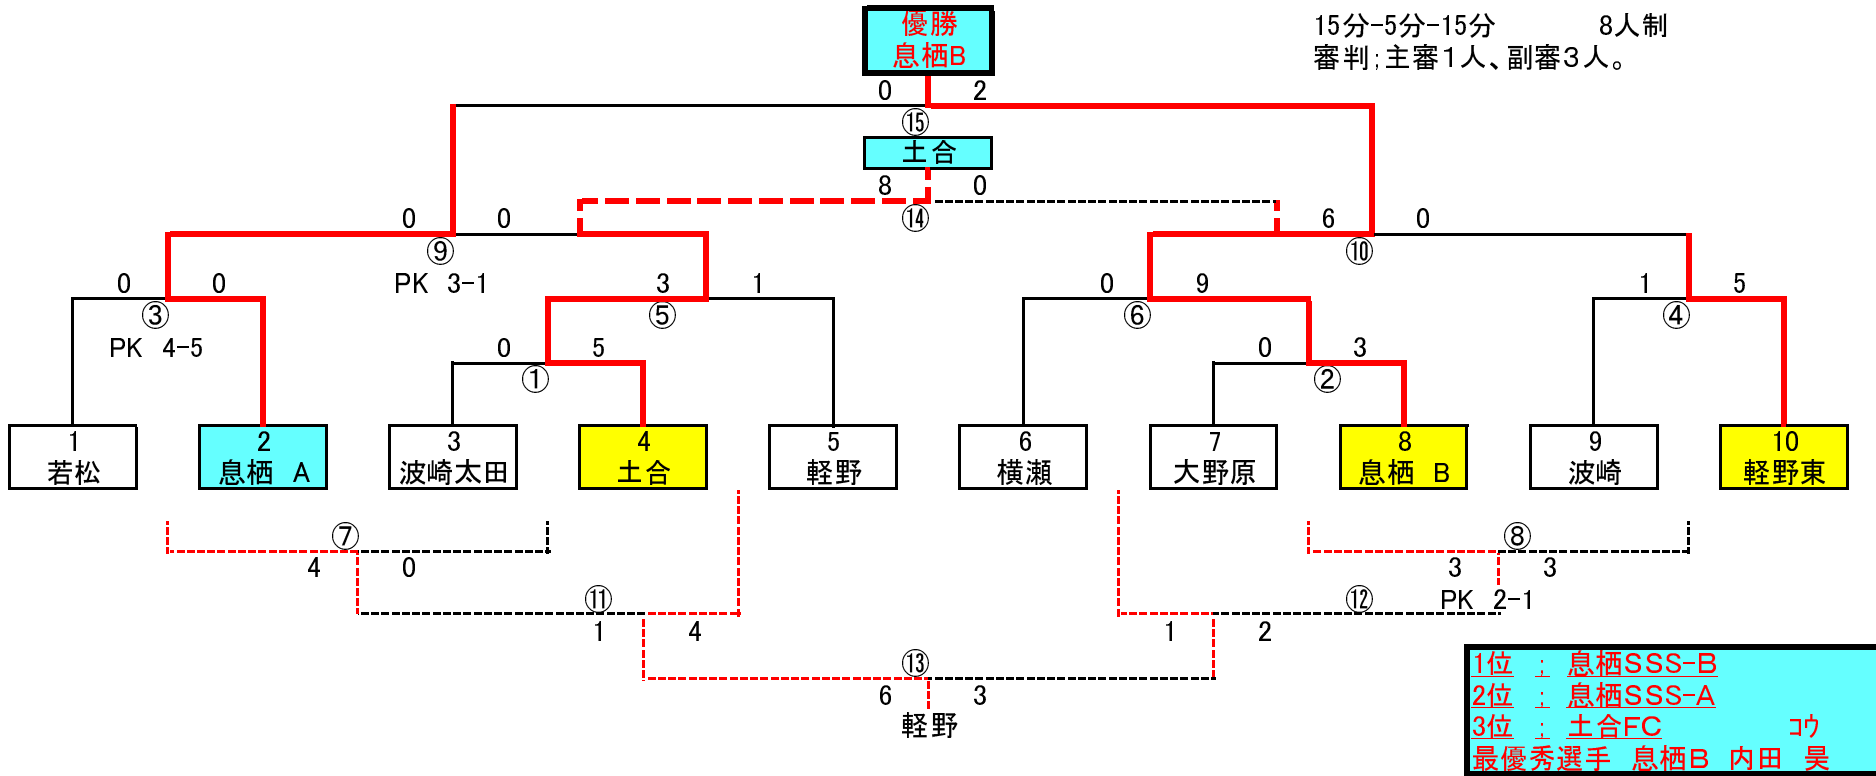 優勝
息栖B
15分-5分-15分 8人制
審判;主審1人、副審3人。
0 2
⑮
土合
8 0
⑭
0 0
⑨
PK 3-1
6 0
⑩
0 0
③
PK 4-5
3 1
⑤
0 9
⑥
1 5
④
0 5
①
0 3
②
1
若松
2
息栖 A
3
波崎太田
4
土合
5
軽野
6
横瀬
7
大野原
8
息栖 B
9
波崎
10
軽野東
⑦
4 0
⑧
3 3
PK 2-1
⑪
1 4
⑫
1 2
⑬
6 3
軽野
1位 ; 息栖SSS-B
2位 ; 息栖SSS-A
3位 ; 土合FC コウ
最優秀選手 息栖B 内田 昊